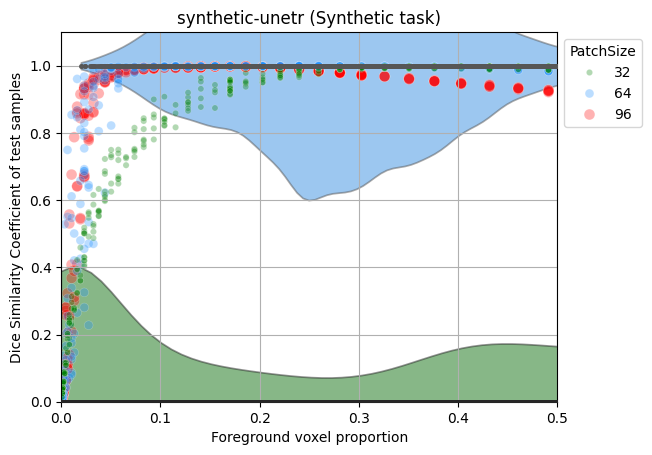 synthetic-unetr (Synthetic task)
Dice Similarity Coefficient of test samples
1.0
0.8
0.6
0.4
0.2
0.0
0.0 0.1 0.2 0.3 0.4 0.5
Foreground voxel proportion
PatchSize
32
64
96